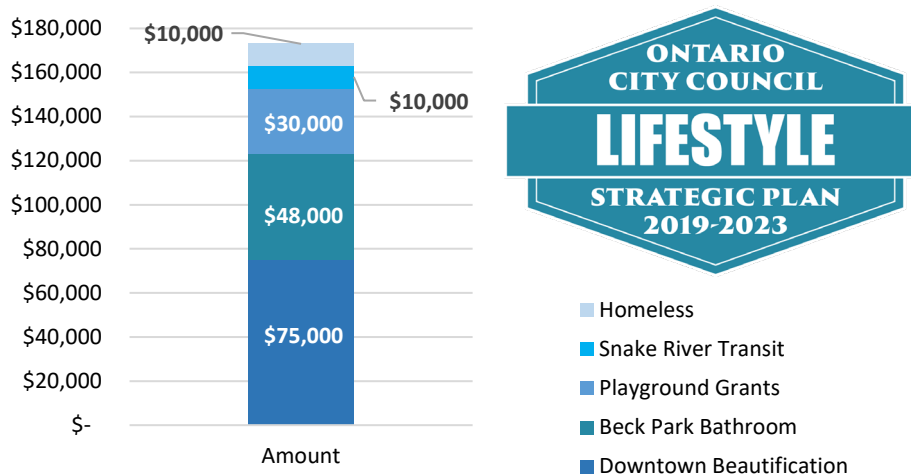 $180,000
$160,000
$140,000
$120,000
$100,000
$80,000
$60,000
$40,000
$20,000
$-
$10,000
$10,000
$30,000
$48,000
$75,000
Amount
ONTARIO
CITY COUNCIL
LIFESTYLE
STRATEGIC PLAN
2019-2023
Homeless
Snake River Transit
Playground Grants
Beck Park Bathroom
Downtown Beautification